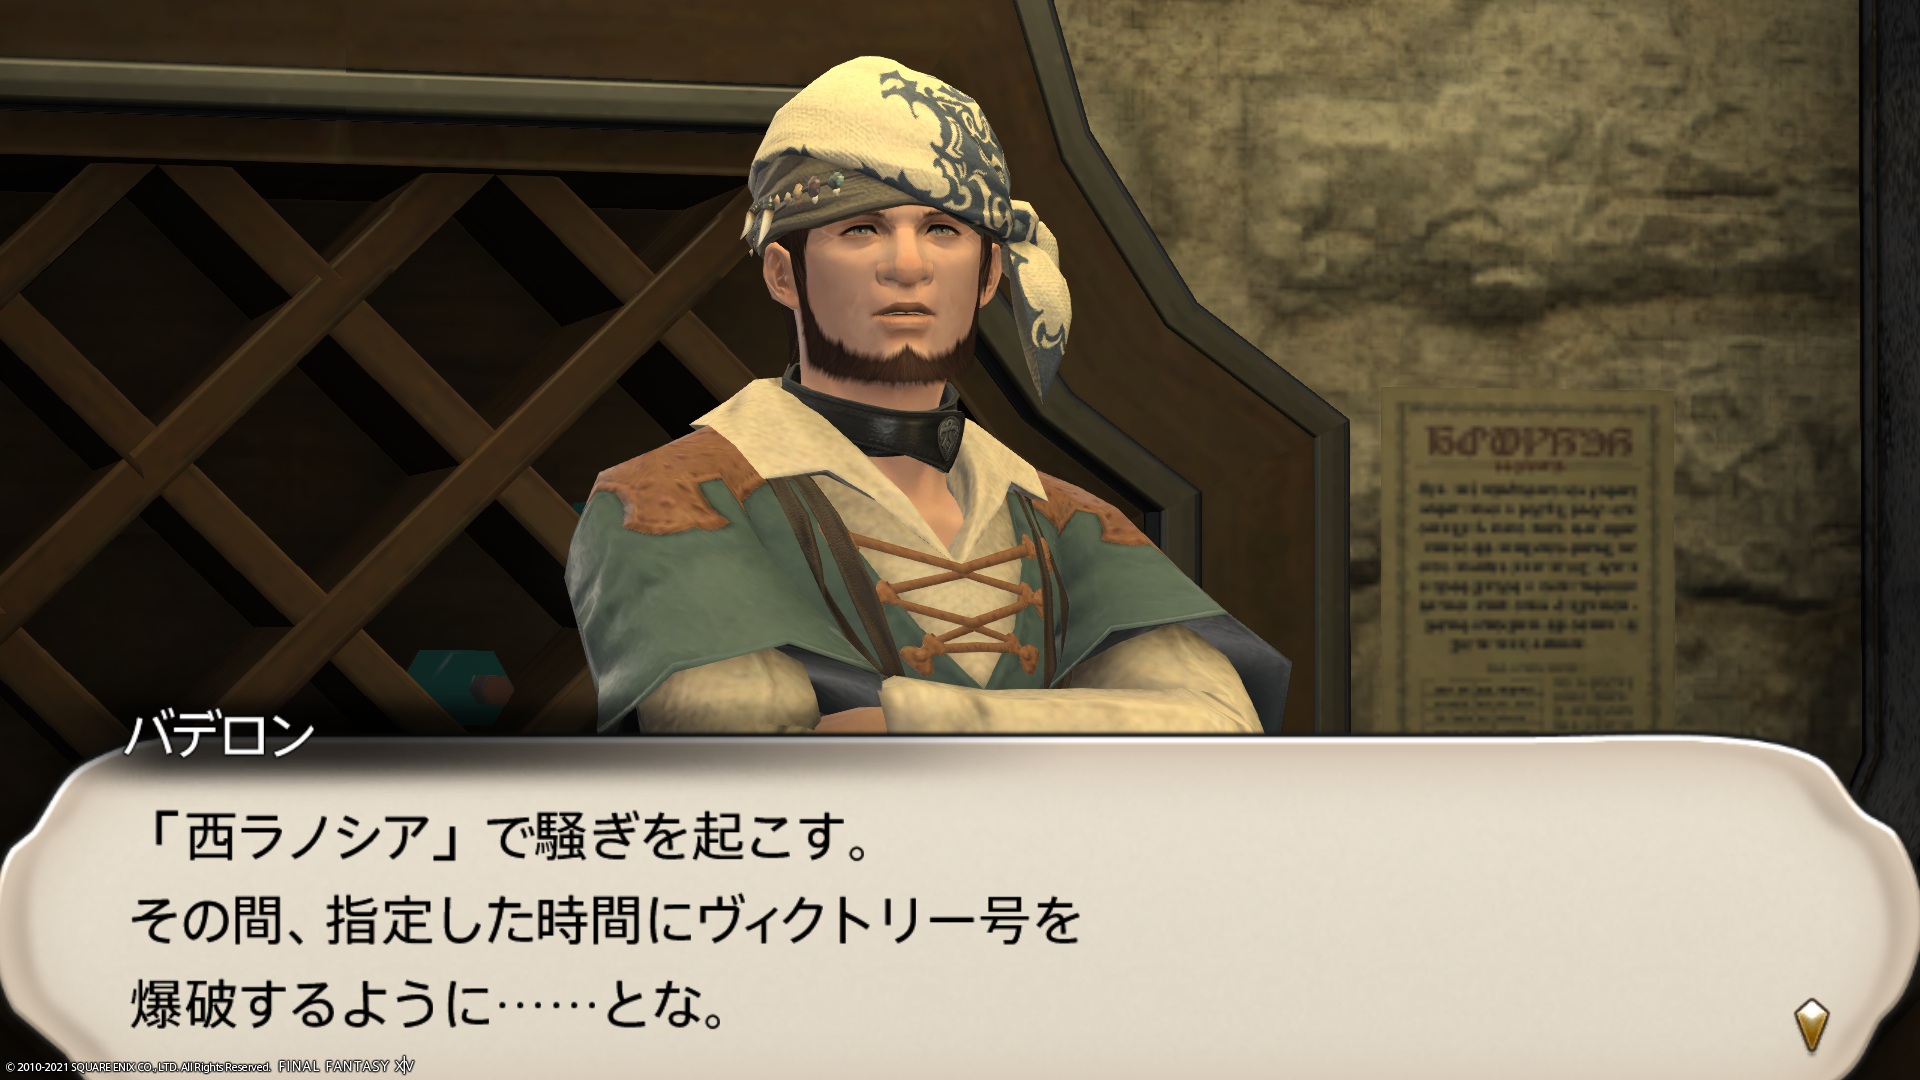 バデロン
「西ラノシア」で騒ぎを起こす。
その間、指定した時間にヴィクトリー号を
爆破するように……とな。
© 2010-2021 SQUARE ENIX CO., LTD. All Rights Reserved. FINAL FANTASY XIV